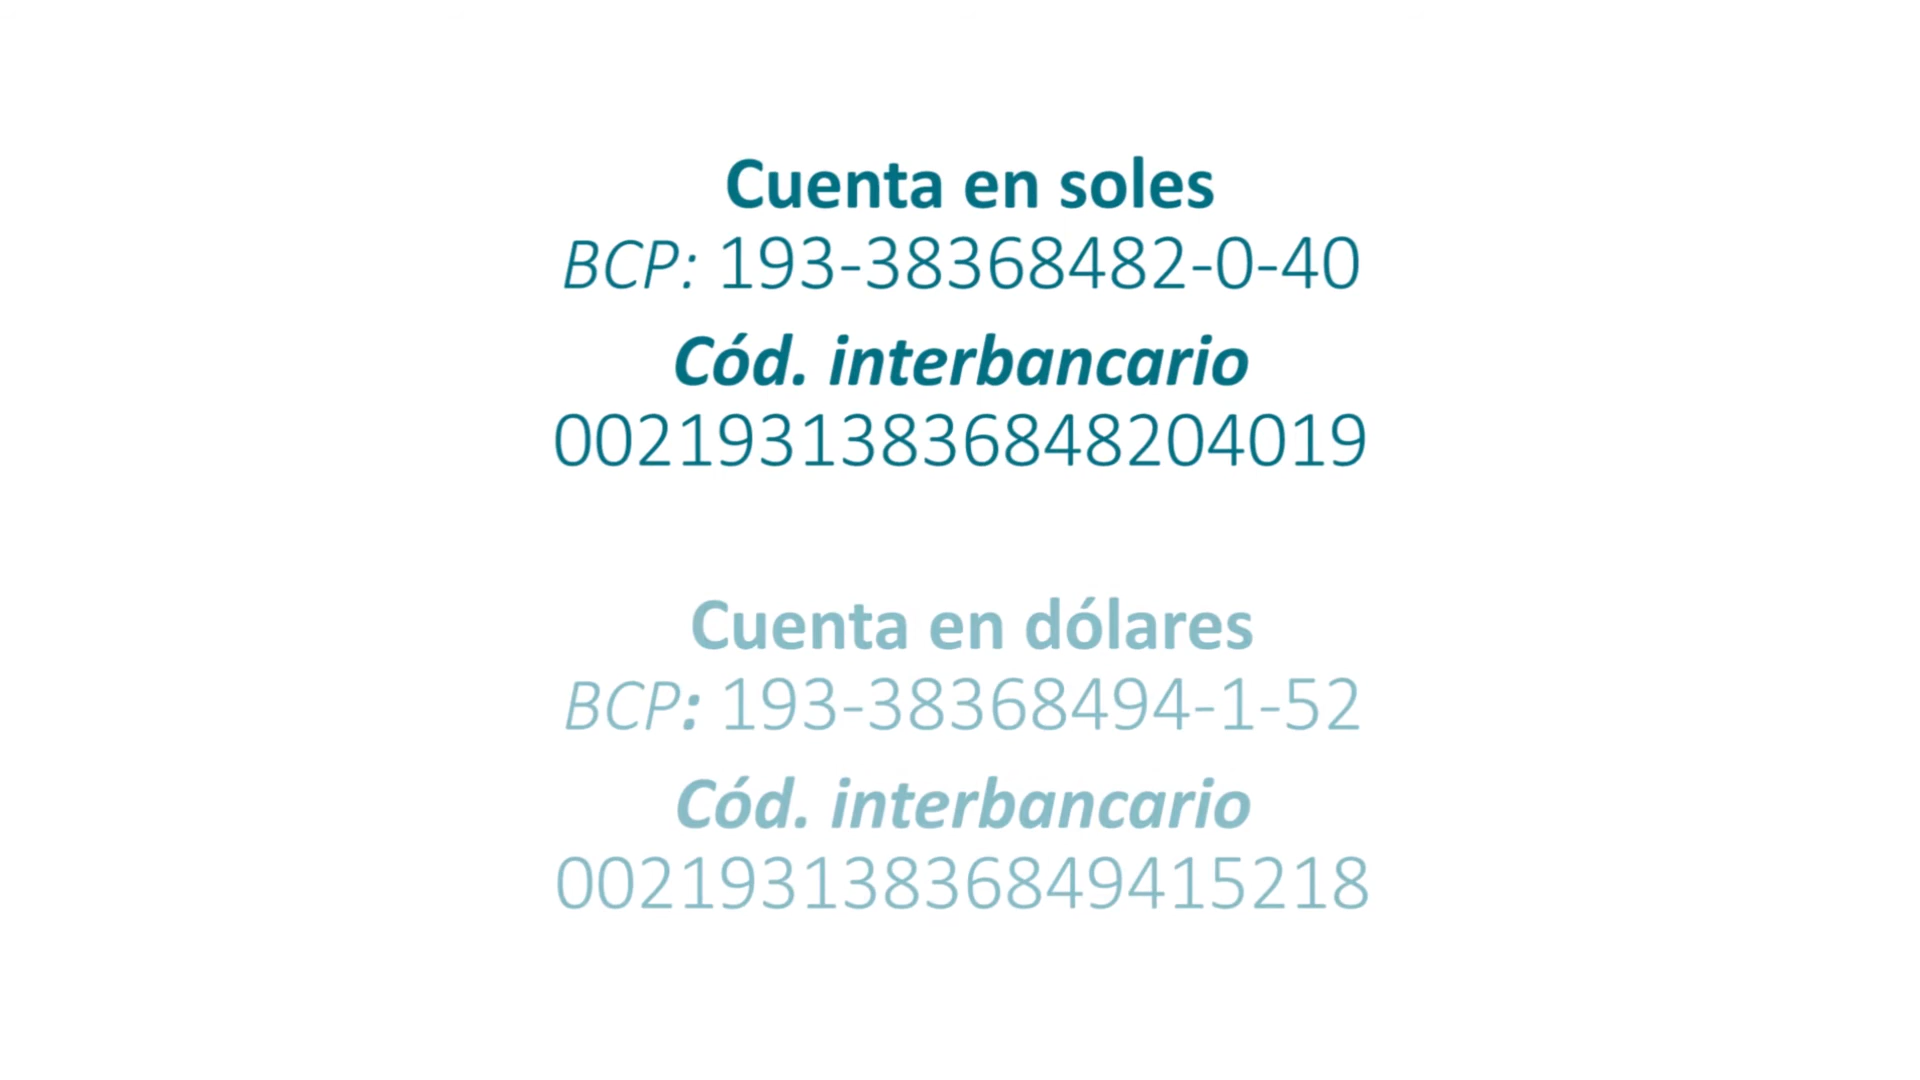 Cuenta en soles
BCP: 193-38368482-0-40
Cód. interbancario
00219313836848204019
Cuenta en dólares
BCP: 193-38368494-1-52
Cód. interbancario
00219313836849415218